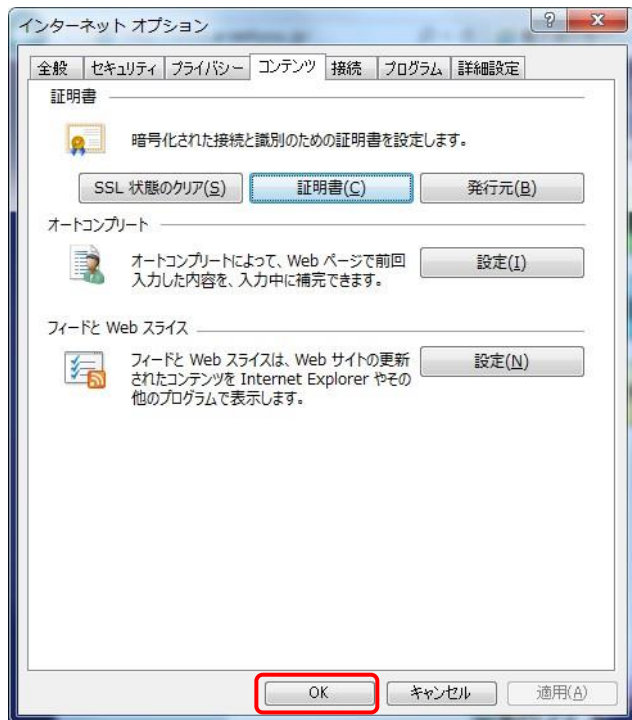 インターネット オプション
全般 セキュリティ プライバシー コンテンツ 接続 プログラム 詳細設定
証明書
暗号化された接続と識別のための証明書を設定します。
SSL 状態のクリア(S) 証明書(C) 発行元(B)
オートコンプリート
オートコンプリートによって、Web ページで前回
入力した内容を、入力中に補完できます。
設定(I)
フィードと Web スライス
フィードと Web スライスは、Web サイトの更新
されたコンテンツを Internet Explorer やその
他のプログラムで表示します。
設定(N)
OK キャンセル 適用(A)